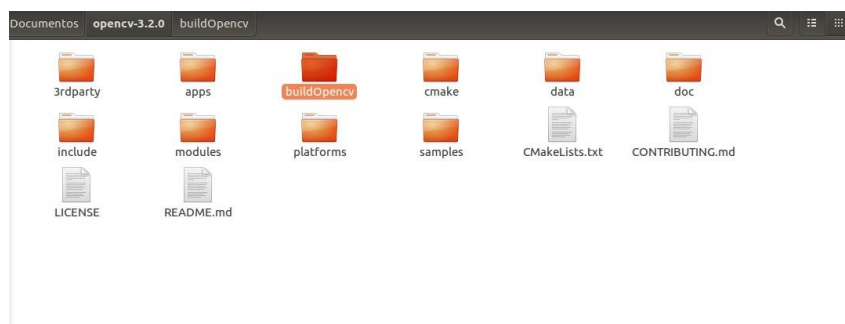 Documentos opencv-3.2.0 buildOpencv
3rdparty apps buildOpencv cmake data doc
include modules platforms samples CMakeLists.txt CONTRIBUTING.md
LICENSE README.md